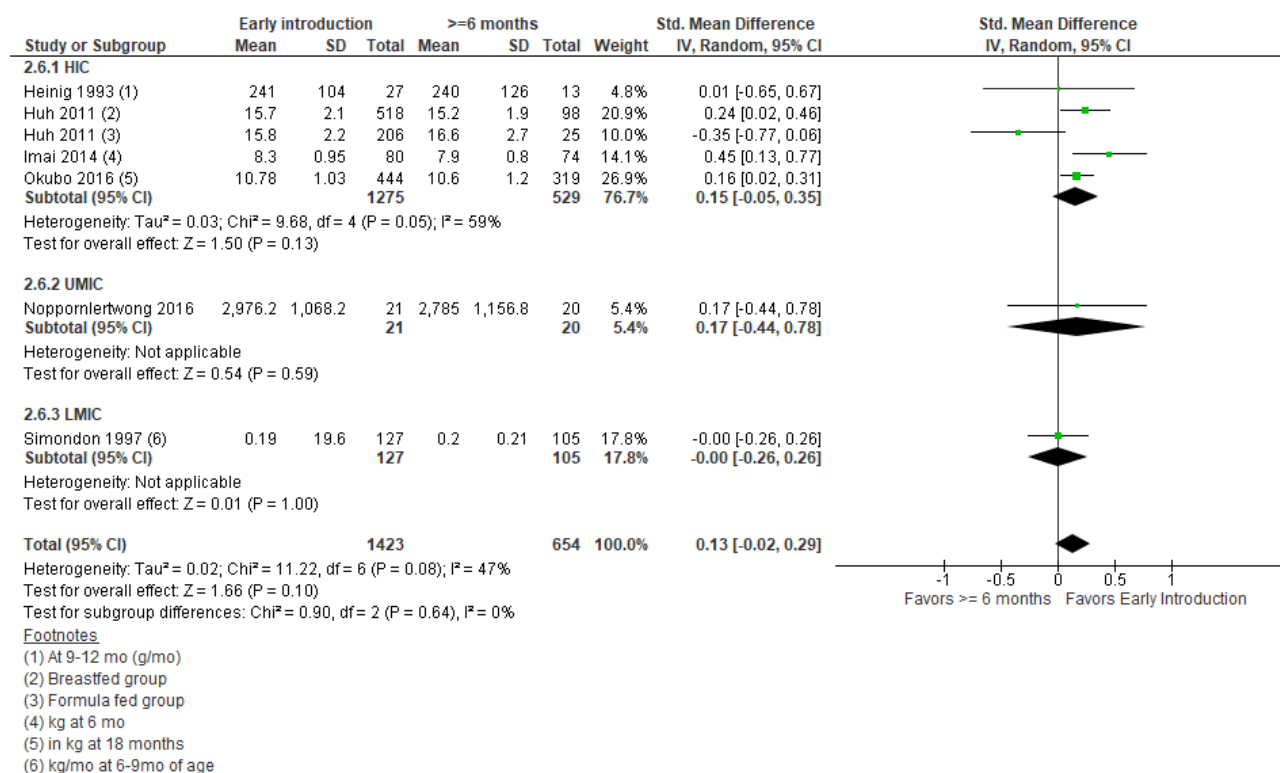 Early introduction >=6 months Std. Mean Difference Std. Mean Difference
Study or Subgroup Mean SD Total Mean SD Total Weight IV, Random, 95% CI IV, Random, 95% CI
2.6.1 HIC
Heinig 1993 (1) 241 104 27 240 126 13 4.8% 0.01 [-0.65, 0.67]
Huh 2011 (2) 15.7 2.1 518 15.2 1.9 98 20.9% 0.24 [0.02, 0.46]
Huh 2011 (3) 15.8 2.2 206 16.6 2.7 25 10.0% -0.35 [-0.77, 0.06]
Imai 2014 (4) 8.3 0.95 80 7.9 0.8 74 14.1% 0.45 [0.13, 0.77]
Okubo 2016 (5) 10.78 1.03 444 10.6 1.2 319 26.9% 0.16 [0.02, 0.31]
Subtotal (95% CI) 1275 529 76.7% 0.15 [-0.05, 0.35]
Heterogeneity: Tau² = 0.03; Chi² = 9.68, df = 4 (P = 0.05); I² = 59%
Test for overall effect: Z = 1.50 (P = 0.13)
2.6.2 UMIC
Noppornlertwong 2016 2,976.2 1,068.2 21 2,785 1,156.8 20 5.4% 0.17 [-0.44, 0.78]
Subtotal (95% CI) 21 20 5.4% 0.17 [-0.44, 0.78]
Heterogeneity: Not applicable
Test for overall effect: Z = 0.54 (P = 0.59)
2.6.3 LMIC
Simondon 1997 (6) 0.19 19.6 127 0.2 0.21 105 17.8% -0.00 [-0.26, 0.26]
Subtotal (95% CI) 127 105 17.8% -0.00 [-0.26, 0.26]
Heterogeneity: Not applicable
Test for overall effect: Z = 0.01 (P = 1.00)
Total (95% CI) 1423 654 100.0% 0.13 [-0.02, 0.29]
Heterogeneity: Tau² = 0.02; Chi² = 11.22, df = 6 (P = 0.08); I² = 47%
Test for overall effect: Z = 1.66 (P = 0.10)
Test for subgroup differences: Chi² = 0.90, df = 2 (P = 0.64), I² = 0%
-1 -0.5 0 0.5 1
Favors >= 6 months Favors Early Introduction
Footnotes
(1) At 9-12 mo (g/mo)
(2) Breastfed group
(3) Formula fed group
(4) kg at 6 mo
(5) in kg at 18 months
(6) kg/mo at 6-9mo of age